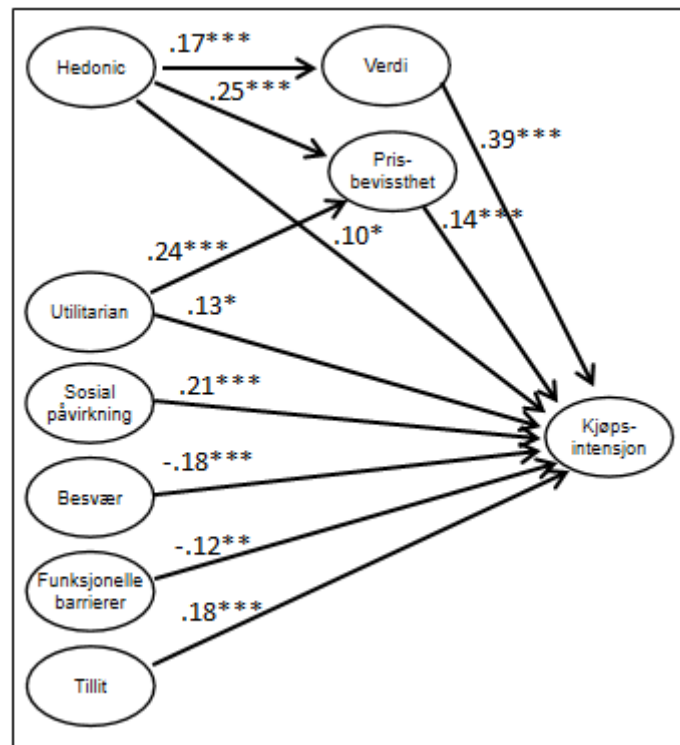 .17***
Hedonic
Verdi
.25***
.39***
Pris-
bevissthet
.14***
.10*
.24***
.13*
Utilitarian
.21***
Sosial
påvirkning
Kjøps-
intensjon
-.18***
Besvær
-.12**
Funksjonelle
barrierer
.18***
Tillit